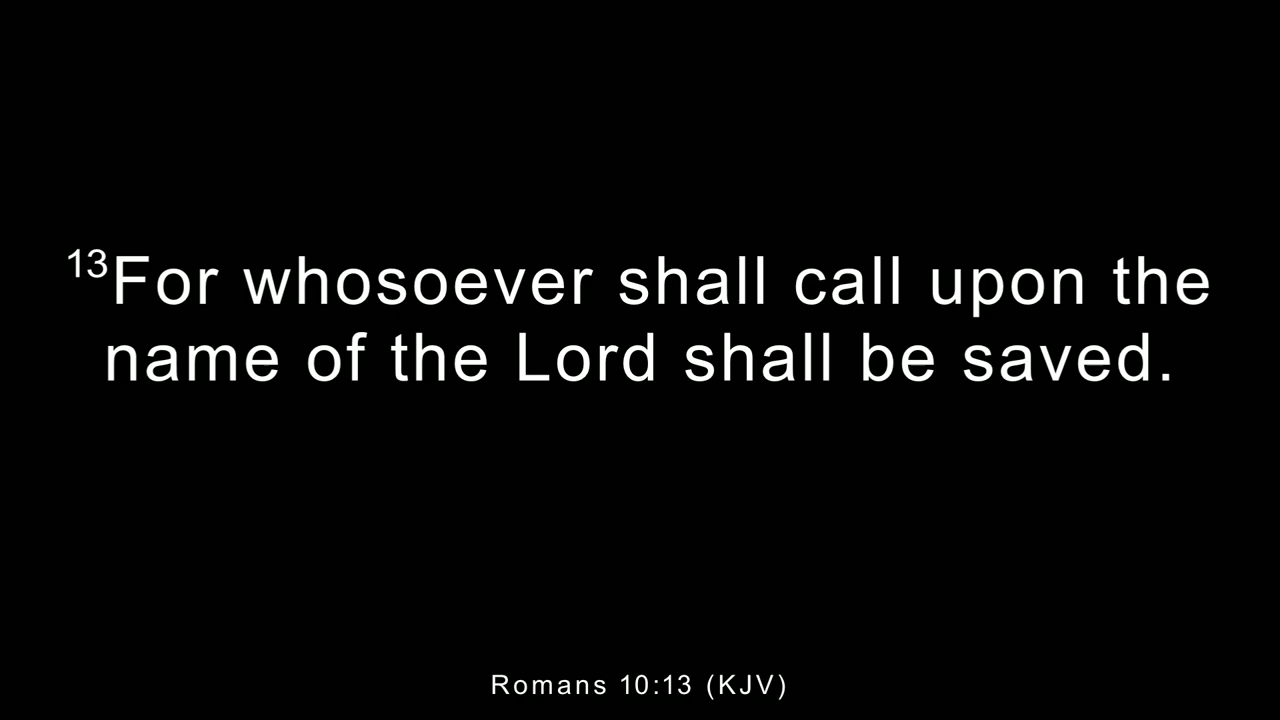 13For whosoever shall call upon the
name of the Lord shall be saved.
Romans 10:13 (KJV)